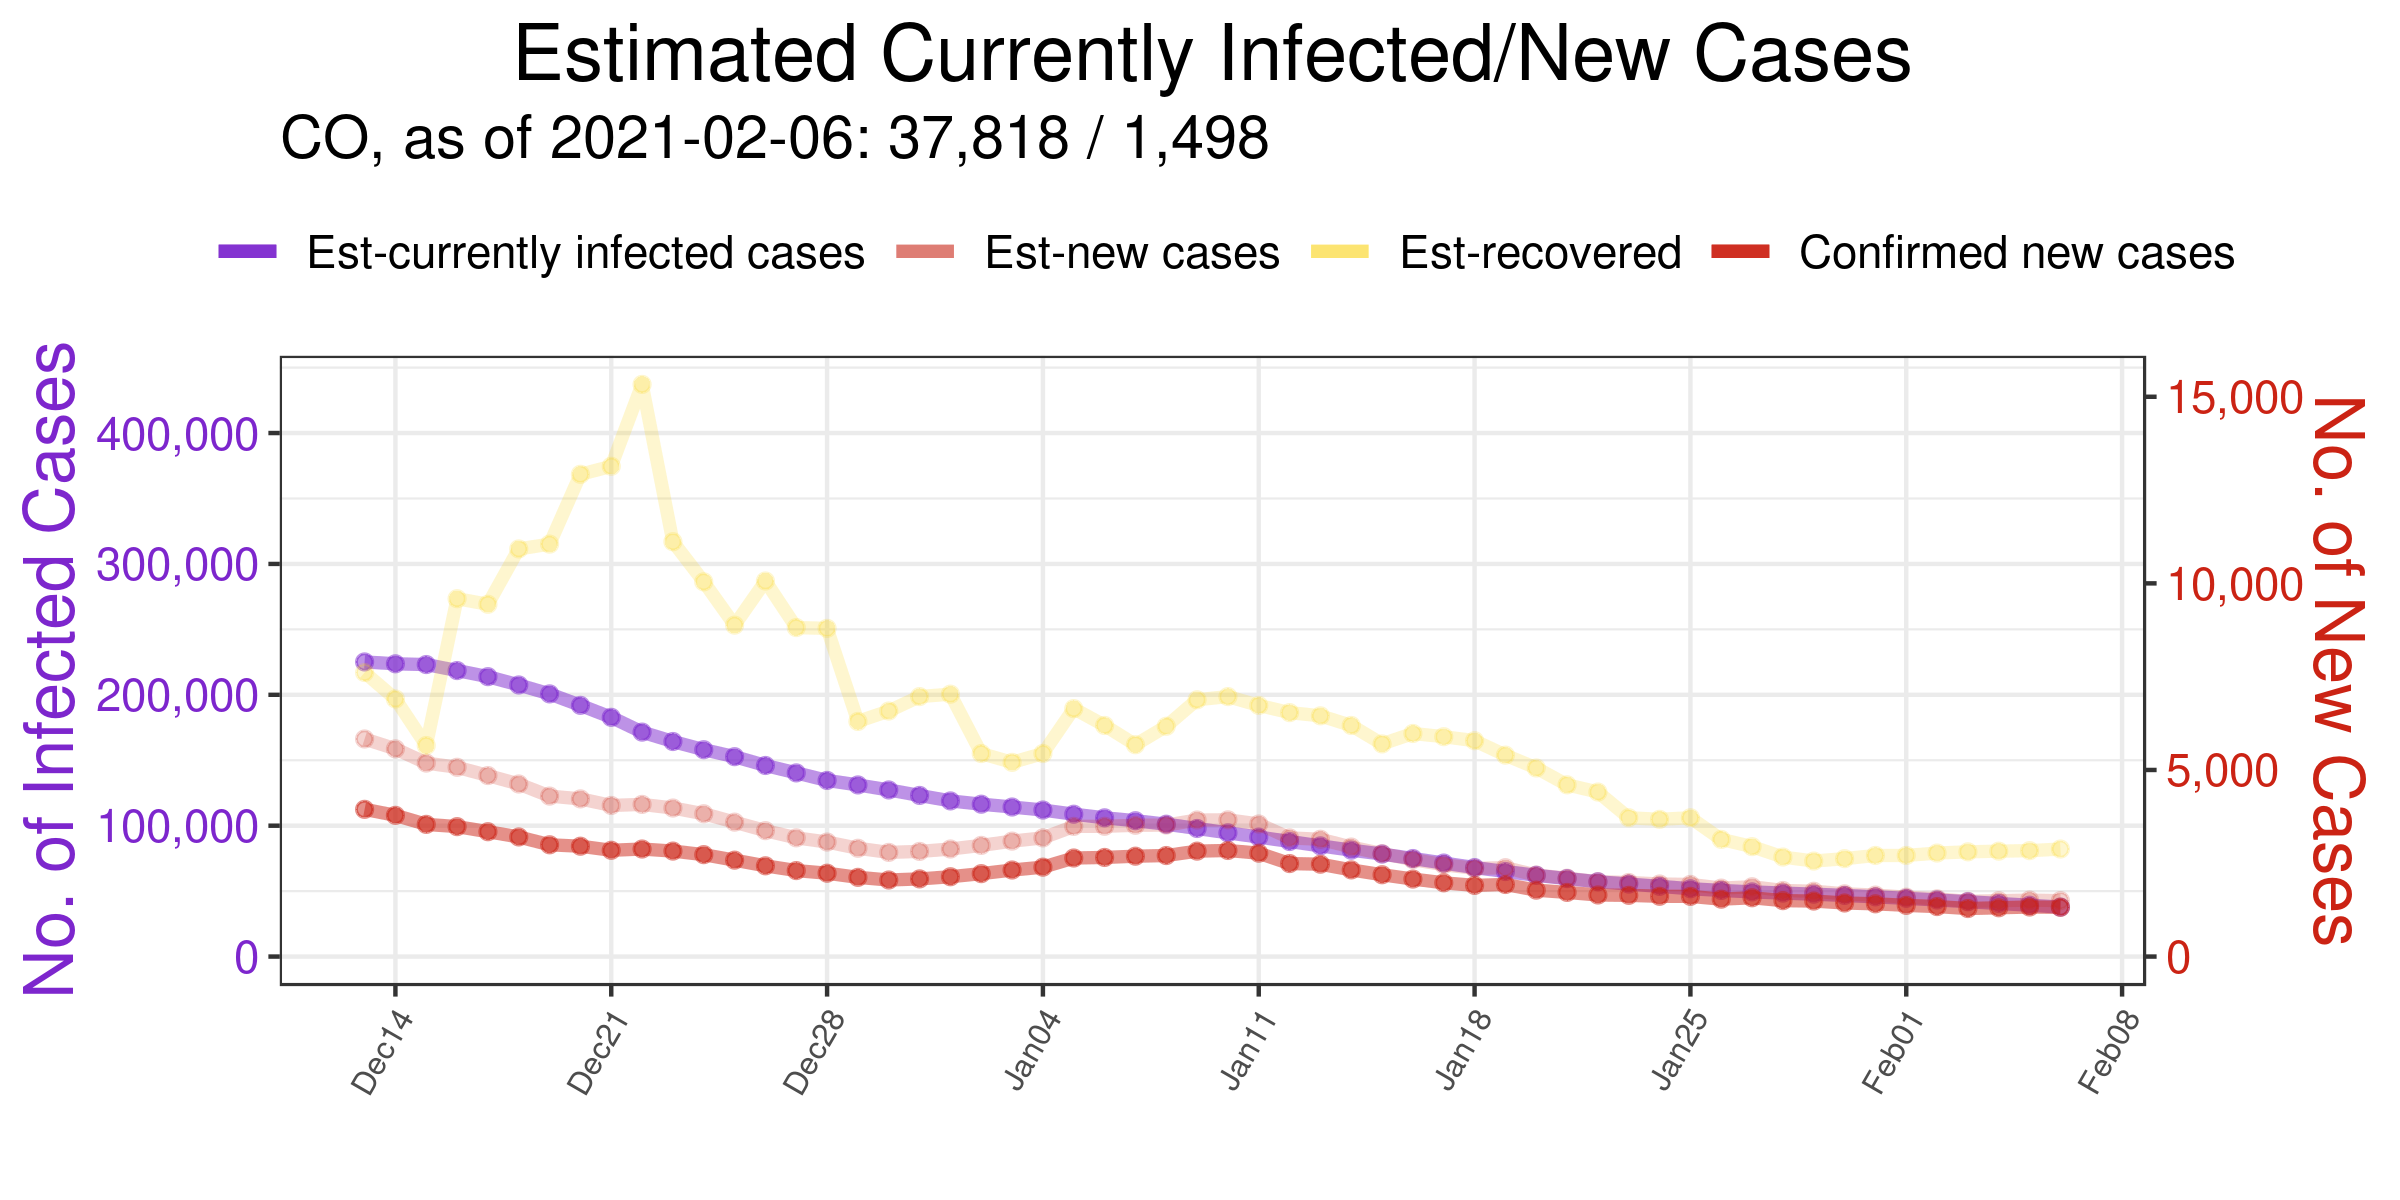 Estimated Currently Infected/New Cases
CO, as of 2021-02-06: 37,818 / 1,498
Est-currently infected cases Est-new cases Est-recovered Confirmed new cases
No. of Infected Cases
400,000
300,000
200,000
100,000
0
15,000
10,000
5,000
0
No. of New Cases
Dec14 Dec21 Dec28 Jan04 Jan11 Jan18 Jan25 Feb01 Feb08